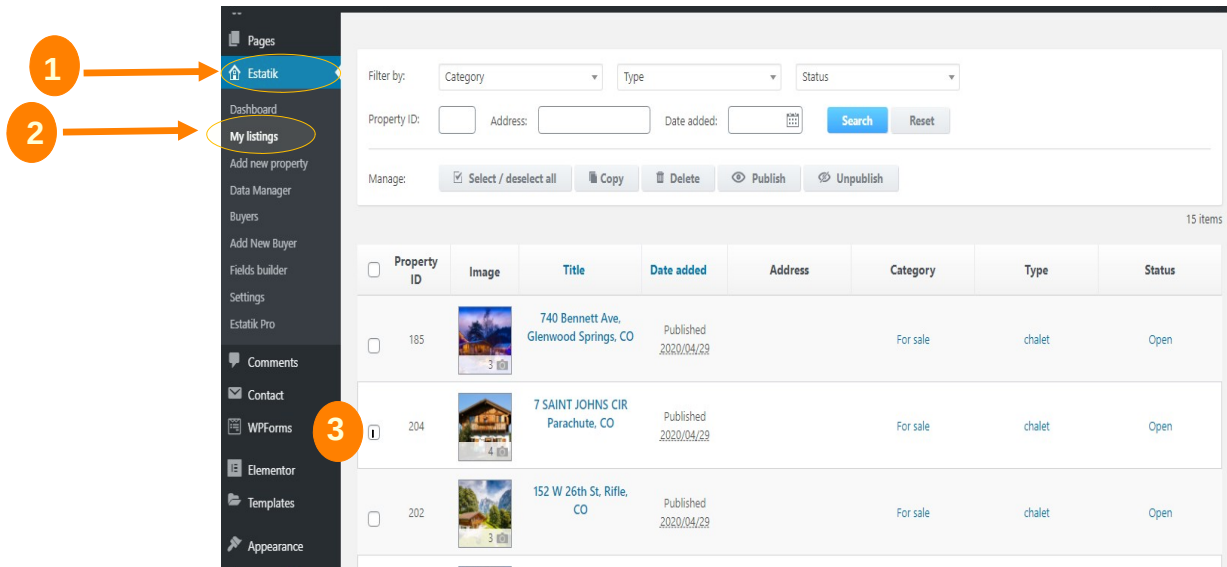 Pages
1
Estatik
2
Dashboard
My listings
Add new property
Data Manager
Buyers
Add New Buyer
Fields builder
Settings
Estatik Pro
Comments
Contact
WPForms
Elementor
Templates
Appearance
Filter by: Category Type Status
Property ID: Address: Date added: Search Reset
Manage: Select / deselect all Copy Delete Publish Unpublish
15 items
Property ID Image Title Date added Address Category Type Status
185 3 740 Bennett Ave,
Glenwood Springs, CO
Published
2020/04/29
For sale chalet Open
3
204 4 7 SAINT JOHNS CIR
Parachute, CO
Published
2020/04/29
For sale chalet Open
202 3 152 W 26th St, Rifle,
CO
Published
2020/04/29
For sale chalet Open